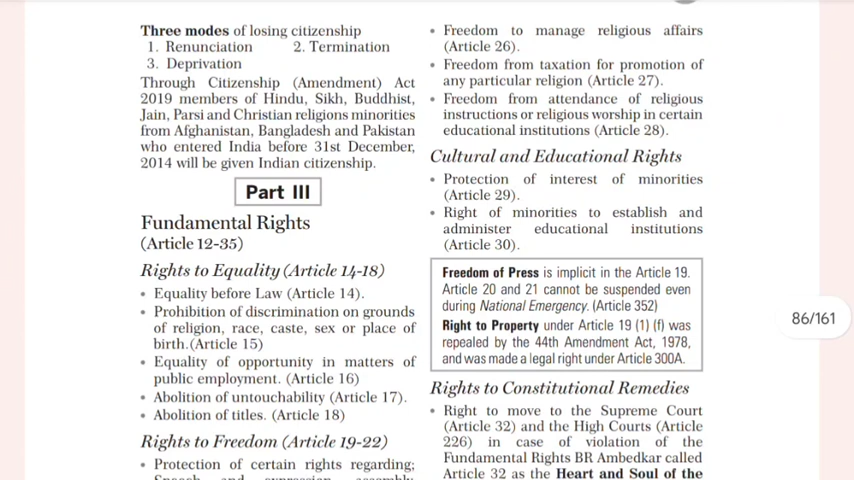 Three modes of losing citizenship
1. Renunciation 2. Termination
3. Deprivation
Through Citizenship (Amendment) Act
2019 members of Hindu, Sikh, Buddhist,
Jain, Parsi and Christian religions minorities
from Afghanistan, Bangladesh and Pakistan
who entered India before 31st December,
2014 will be given Indian citizenship.
Part III
Fundamental Rights
(Article 12-35)
Rights to Equality (Article 14-18)
• Equality before Law (Article 14).
• Prohibition of discrimination on grounds
of religion, race, caste, sex or place of
birth.(Article 15)
• Equality of opportunity in matters of
public employment. (Article 16)
• Abolition of untouchability (Article 17).
• Abolition of titles. (Article 18)
Rights to Freedom (Article 19-22)
• Protection of certain rights regarding;
Speech and expression, assembly,
• Freedom to manage religious affairs
(Article 26).
• Freedom from taxation for promotion of
any particular religion (Article 27).
• Freedom from attendance of religious
instructions or religious worship in certain
educational institutions (Article 28).
Cultural and Educational Rights
• Protection of interest of minorities
(Article 29).
• Right of minorities to establish and
administer educational institutions
(Article 30).
Freedom of Press is implicit in the Article 19.
Article 20 and 21 cannot be suspended even
during National Emergency. (Article 352)
Right to Property under Article 19 (1) (f) was
repealed by the 44th Amendment Act, 1978,
and was made a legal right under Article 300A.
Rights to Constitutional Remedies
• Right to move to the Supreme Court
(Article 32) and the High Courts (Article
226) in case of violation of the
Fundamental Rights BR Ambedkar called
Article 32 as the Heart and Soul of the
86/161